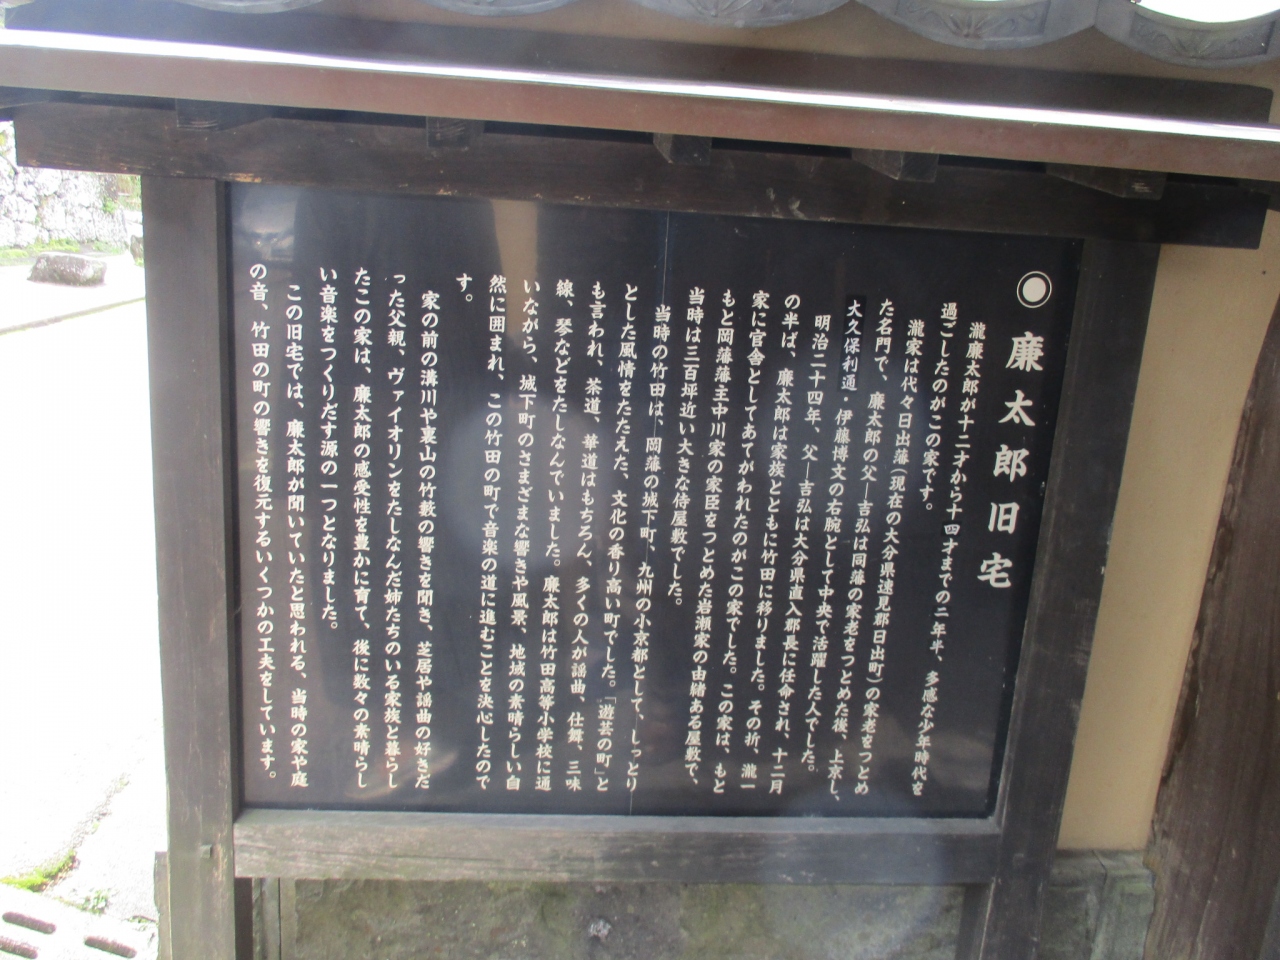 ◉ 廉太郎旧宅
瀧廉太郎が十二才から十四才までの二年半、多感な少年時代を
過ごしたのがこの家です。
瀧家は代々日出藩(現在の大分県速見郡日出町)の家老をつとめ
た名門で、廉太郎の父―吉弘は同藩の家老をつとめた後、上京し、
大久保利通・伊藤博文の右腕として中央で活躍した人でした。
明治二十四年、父―吉弘は大分県直入郡長に任命され、十二月
の半ば、廉太郎は家族とともに竹田に移りました。その折、瀧一
家に官舎としてあてがわれたのがこの家でした。この家は、もと
もと岡藩藩主中川家の家臣をつとめた岩瀬家の由緒ある屋敷で、
当時は三百坪近い大きな侍屋敷でした。
当時の竹田は、岡藩の城下町、九州の小京都として、しっとり
とした風情をたたえた、文化の香り高い町でした。「遊芸の町」と
も言われ、茶道、華道はもちろん、多くの人が謡曲、仕舞、三味
線、琴などをたしなんでいました。廉太郎は竹田高等小学校に通
いながら、城下町のさまざまな響きや風景、地域の素晴らしい自
然に囲まれ、この竹田の町で音楽の道に進むことを決心したので
す。
家の前の溝川や裏山の竹藪の響きを聞き、芝居や謡曲の好きだ
った父親、ヴァイオリンをたしなんだ姉たちのいる家族と暮らし
たこの家は、廉太郎の感受性を豊かに育て、後に数々の素晴らし
い音楽をつくりだす源の一つとなりました。
この旧宅では、廉太郎が聞いていたと思われる、当時の家や庭
の音、竹田の町の響きを復元するいくつかの工夫をしています。